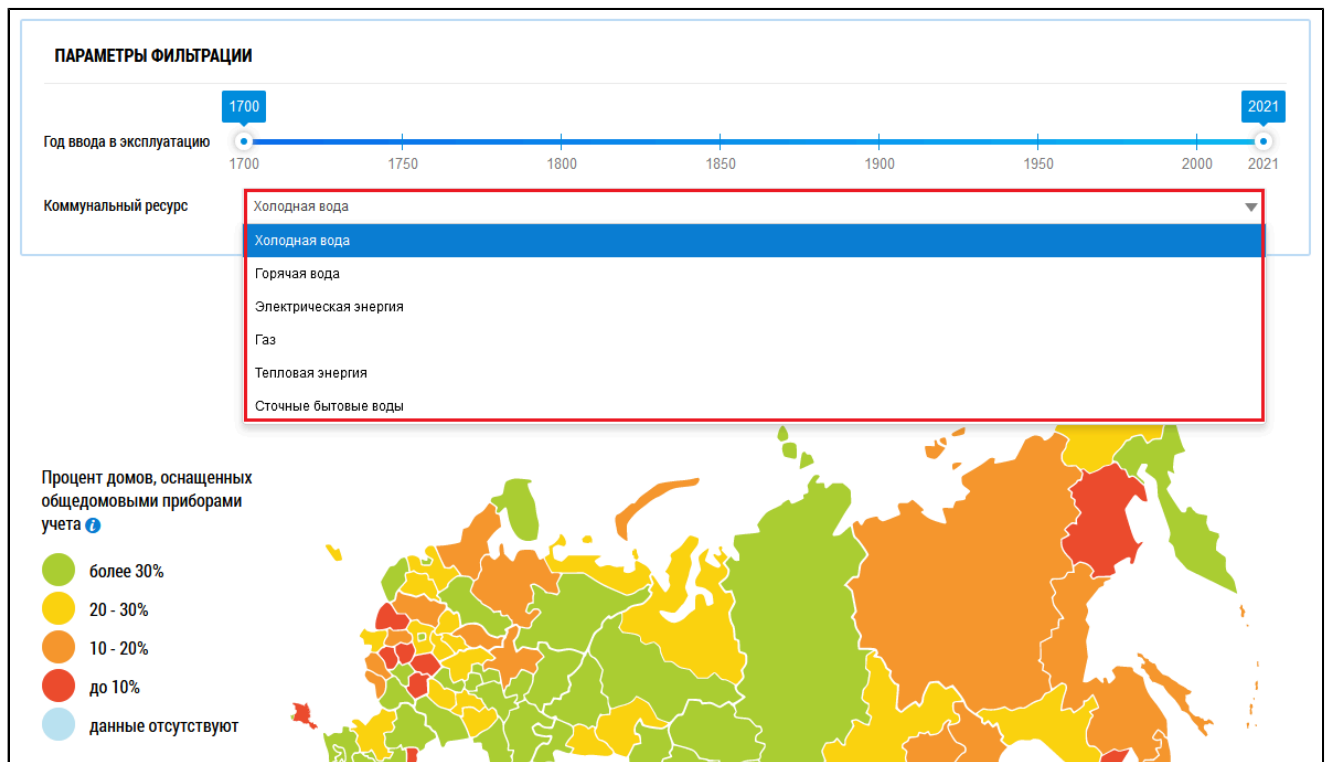 ПАРАМЕТРЫ ФИЛЬТРАЦИИ
1700 2021
Год ввода в эксплуатацию
1700 1750 1800 1850 1900 1950 2000 2021
Коммунальный ресурс Холодная вода
Холодная вода
Горячая вода
Электрическая энергия
Газ
Тепловая энергия
Сточные бытовые воды
Процент домов, оснащенных
общедомовыми приборами
учета i
более 30%
20 - 30%
10 - 20%
до 10%
данные отсутствуют